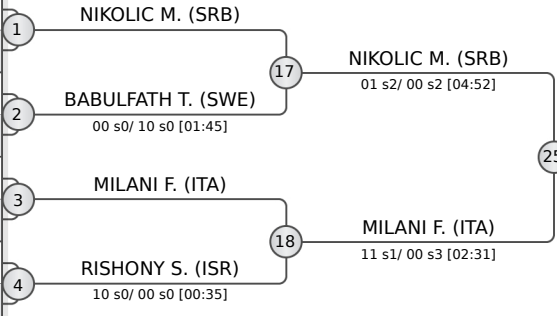 NIKOLIC M. (SRB)
1
17
NIKOLIC M. (SRB)
01 s2/ 00 s2 [04:52]
BABULFATH T. (SWE)
2
00 s0/ 10 s0 [01:45]
25
MILANI F. (ITA)
3
18
MILANI F. (ITA)
11 s1/ 00 s3 [02:31]
RISHONY S. (ISR)
4
10 s0/ 00 s0 [00:35]